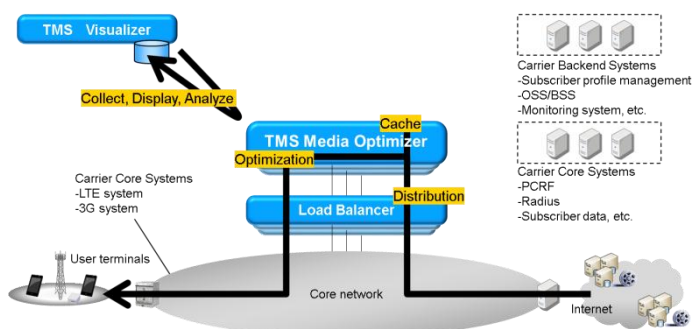 TMS Visualizer
Collect, Display, Analyze
Cache
TMS Media Optimizer
Optimization
Distribution
Load Balancer
Carrier Core Systems
-LTE system
-3G system
User terminals
Core network
Internet
Carrier Backend Systems
-Subscriber profile management
-OSS/BSS
-Monitoring system, etc.
Carrier Core Systems
-PCRF
-Radius
-Subscriber data, etc.